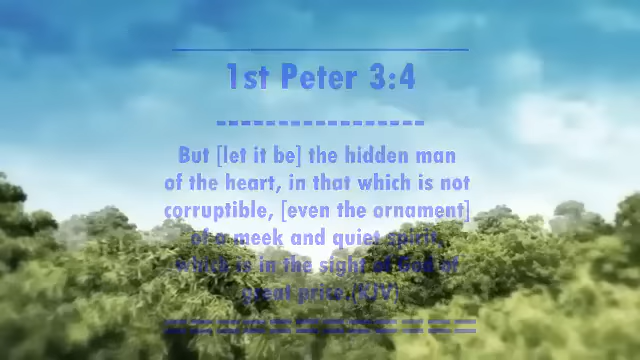 1st Peter 3:4
-----------------
But [let it be] the hidden man
of the heart, in that which is not
corruptible, [even the ornament]
of a meek and quiet spirit,
which is in the sight of God of
great price.(KJV)
============